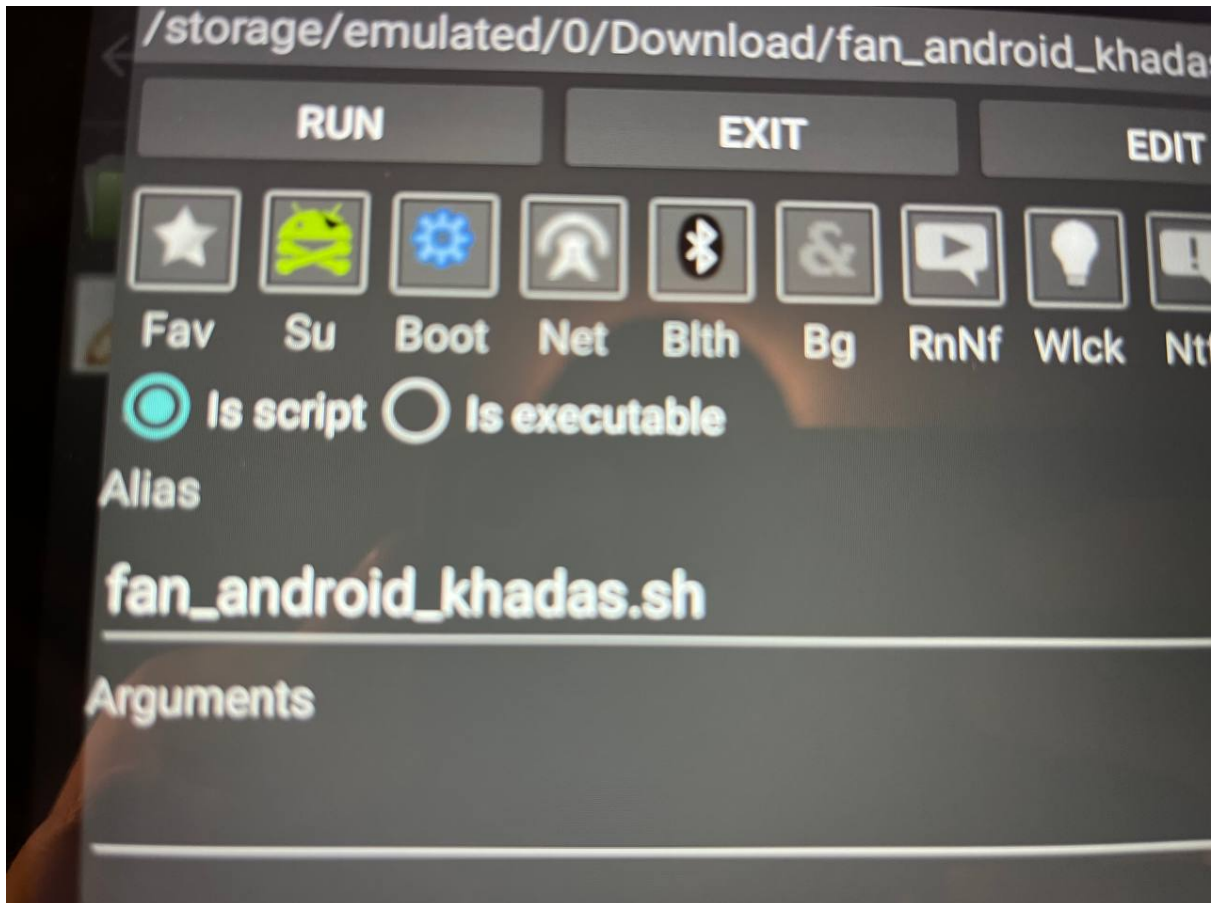 /storage/emulated/0/Download/fan_android_khadas
RUN EXIT EDIT
Fav Su Boot Net Blth Bg RnNf Wlck
Is script Is executable
Alias
fan_android_khadas.sh
Arguments